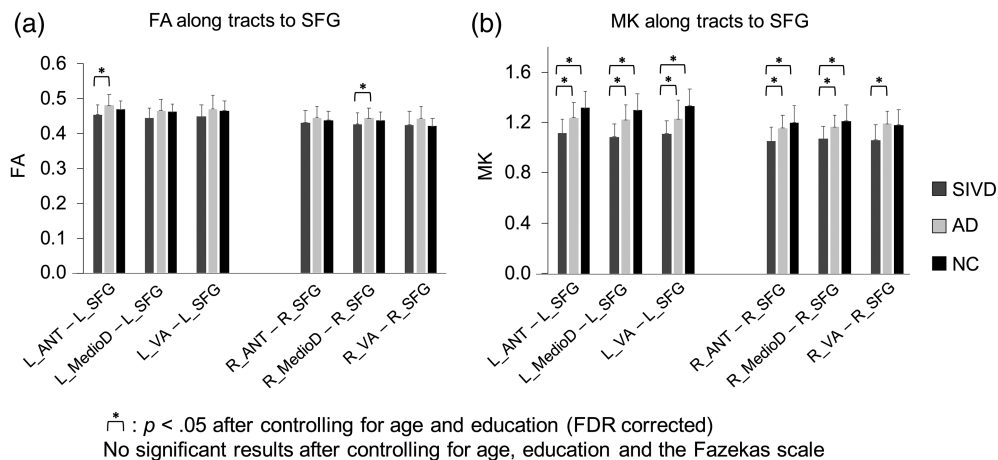 (a) FA along tracts to SFG
FA
0.6
0.5
0.4
0.3
0.2
0.1
0.0
*
*
L_ANT – L_SFG
L_MedioD – L_SFG
L_VA – L_SFG
R_ANT – R_SFG
R_MedioD – R_SFG
R_VA – R_SFG
(b) MK along tracts to SFG
MK
1.6
1.2
0.8
0.4
0.0
* * * * *
* * * * * *
L_ANT – L_SFG
L_MedioD – L_SFG
L_VA – L_SFG
R_ANT – R_SFG
R_MedioD – R_SFG
R_VA – R_SFG
SIVD
AD
NC
* : p < .05 after controlling for age and education (FDR corrected)
No significant results after controlling for age, education and the Fazekas scale